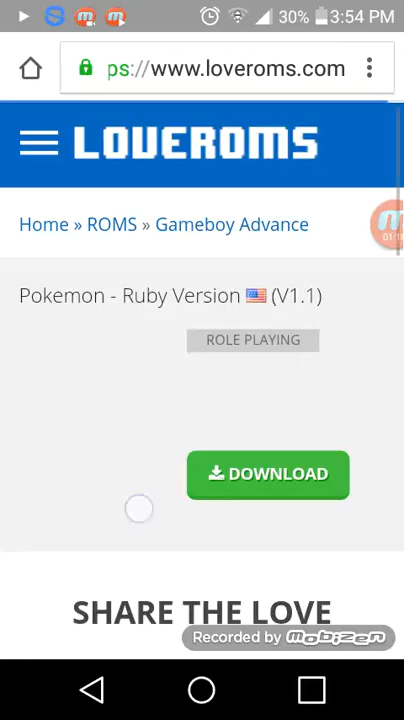 30% 3:54 PM
ps://www.loveroms.com
LOVEROMS
Home » ROMS » Gameboy Advance
Pokemon - Ruby Version (V1.1)
ROLE PLAYING
DOWNLOAD
SHARE THE LOVE
Recorded by mobizen